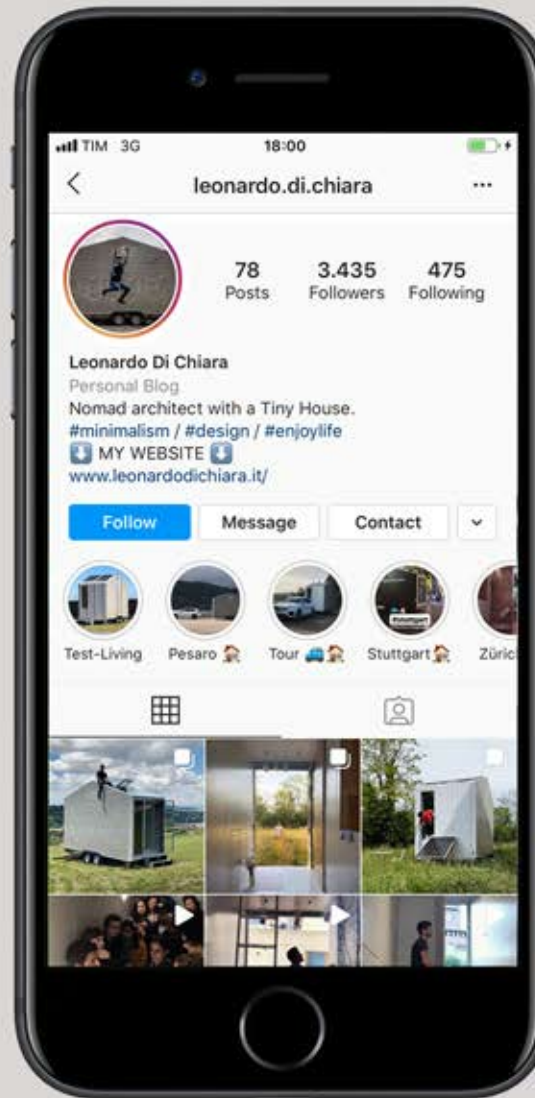 TIM 3G 18:00
leonardo.di.chiara
78 3.435 475
Posts Followers Following
Leonardo Di Chiara
Personal Blog
Nomad architect with a Tiny House.
#minimalism / #design / #enjoylife
⬇️ MY WEBSITE ⬇️
www.leonardodichiara.it/
Follow Message Contact
Test-Living Pesaro 🏠 Tour 🚙🏠 Stuttgart🏠 Züric